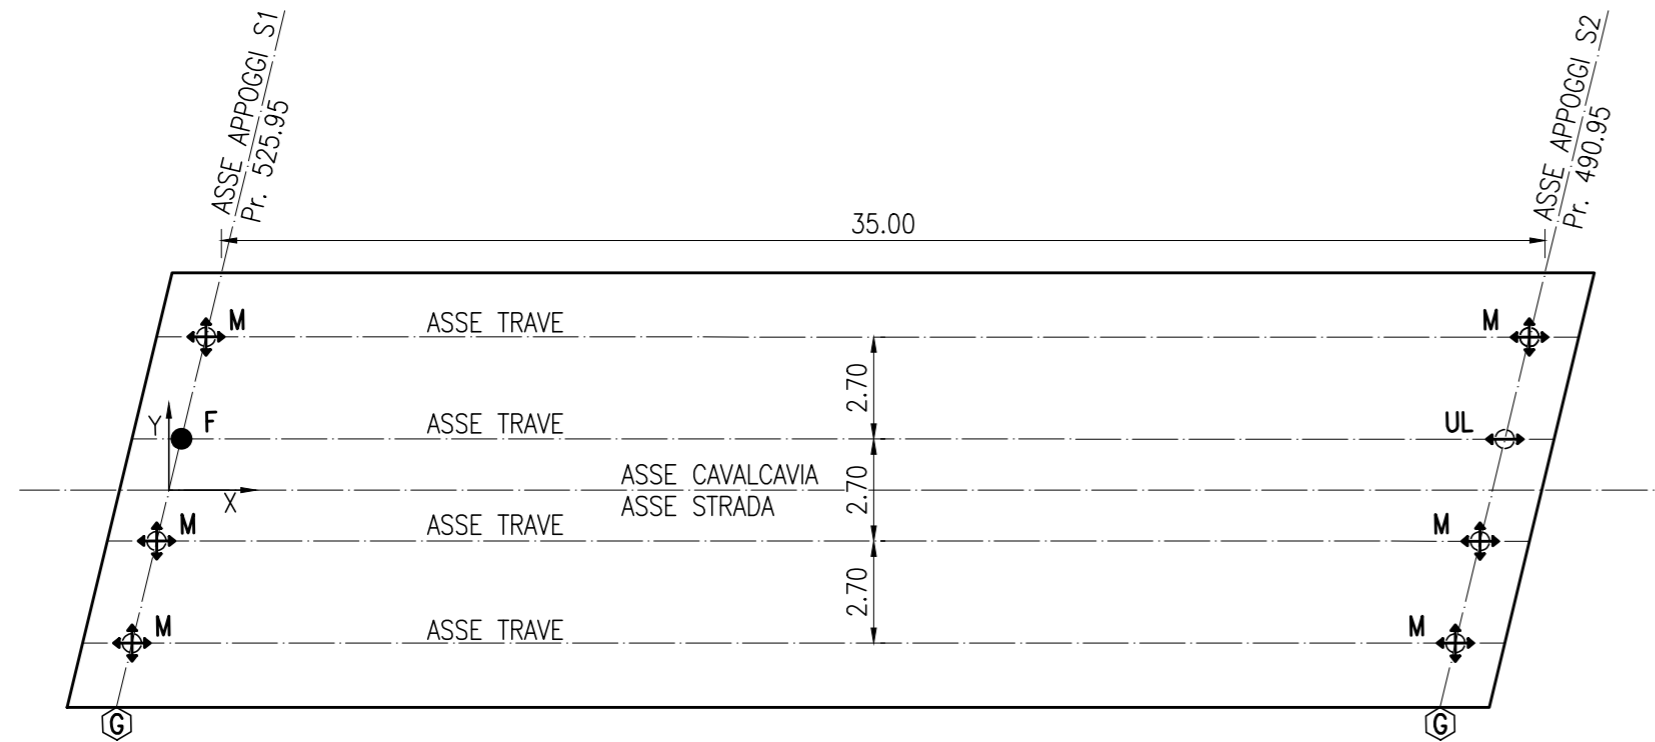 ASSE APPOGGI S1
Pr. 525.95
ASSE APPOGGI S2
Pr. 490.95
35.00
M
ASSE TRAVE
M
2.70
Y
F
ASSE TRAVE
UL
X
ASSE CAVALCAVIA
ASSE STRADA
2.70
M
ASSE TRAVE
M
2.70
M
ASSE TRAVE
M
G
G